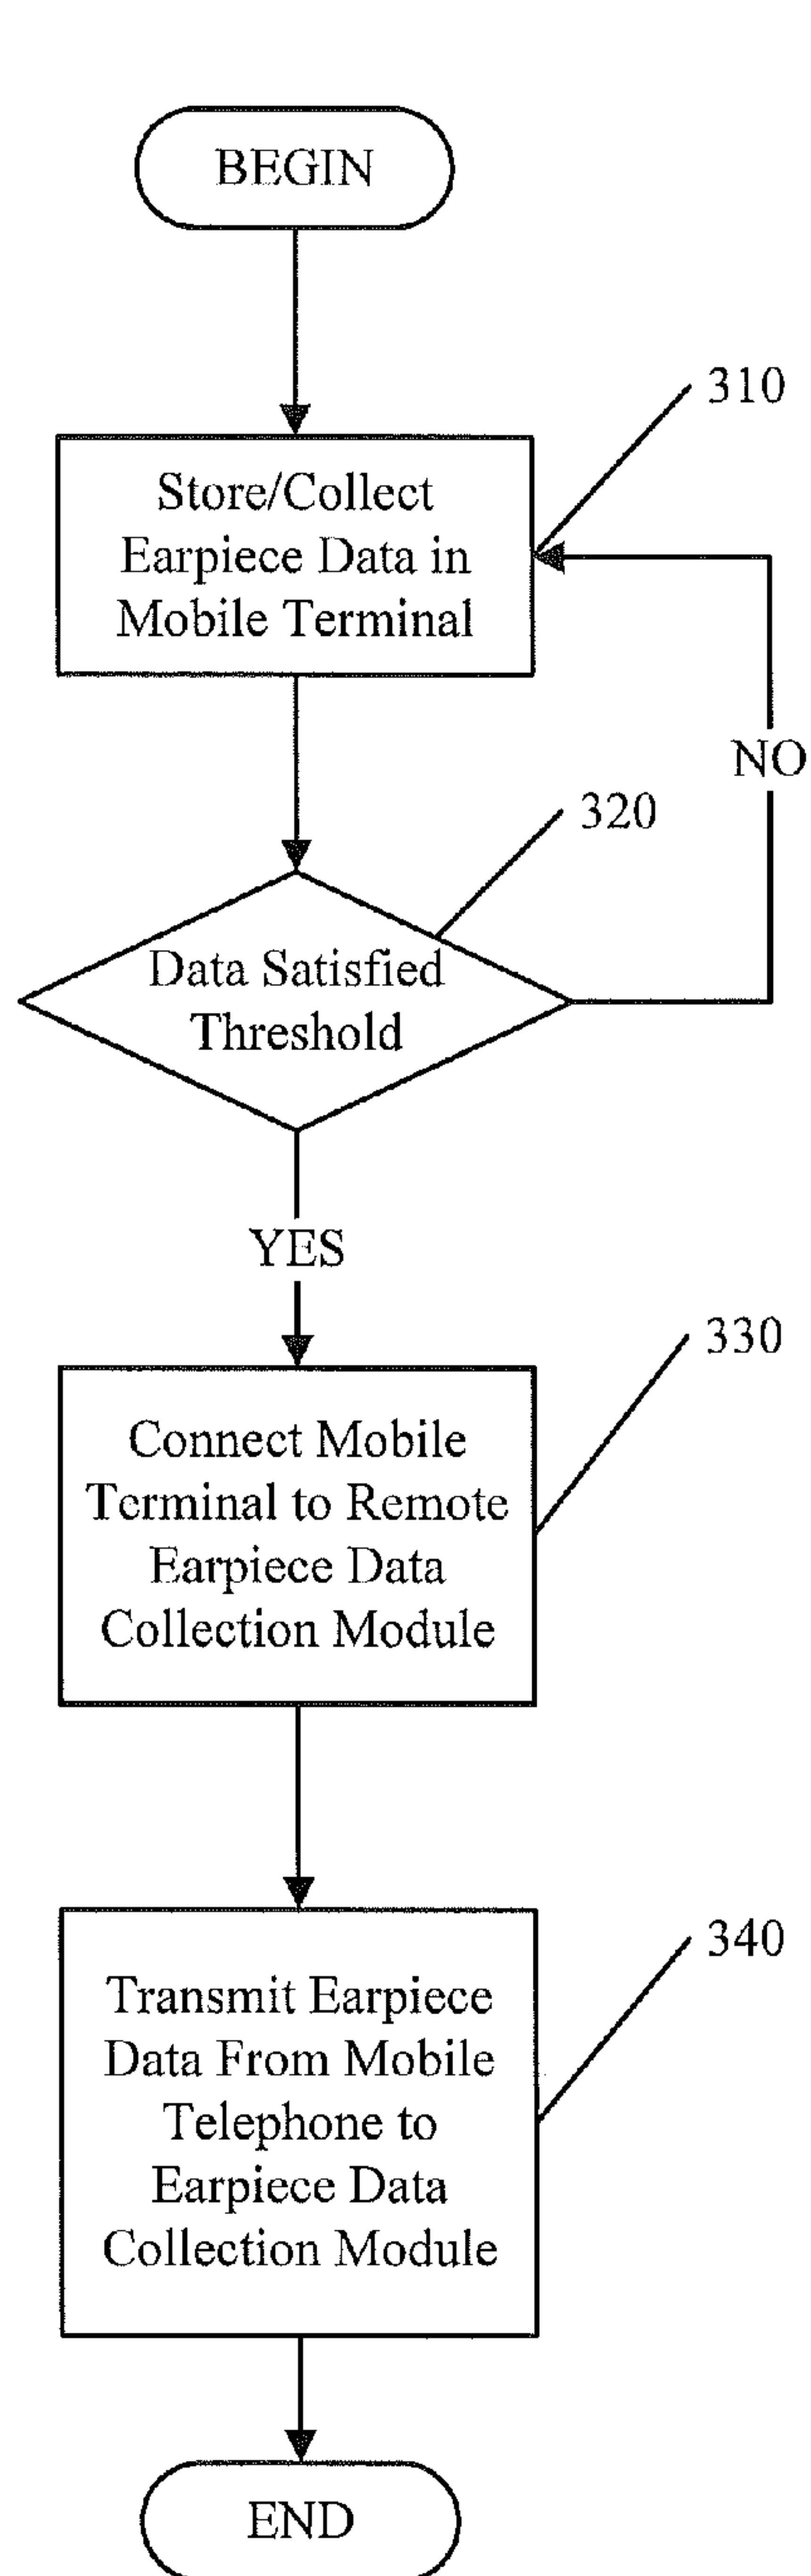 BEGIN
310
Store/Collect
Earpiece Data in
Mobile Terminal
NO
320
Data Satisfied
Threshold
YES
330
Connect Mobile
Terminal to Remote
Earpiece Data
Collection Module
340
Transmit Earpiece
Data From Mobile
Telephone to
Earpiece Data
Collection Module
END